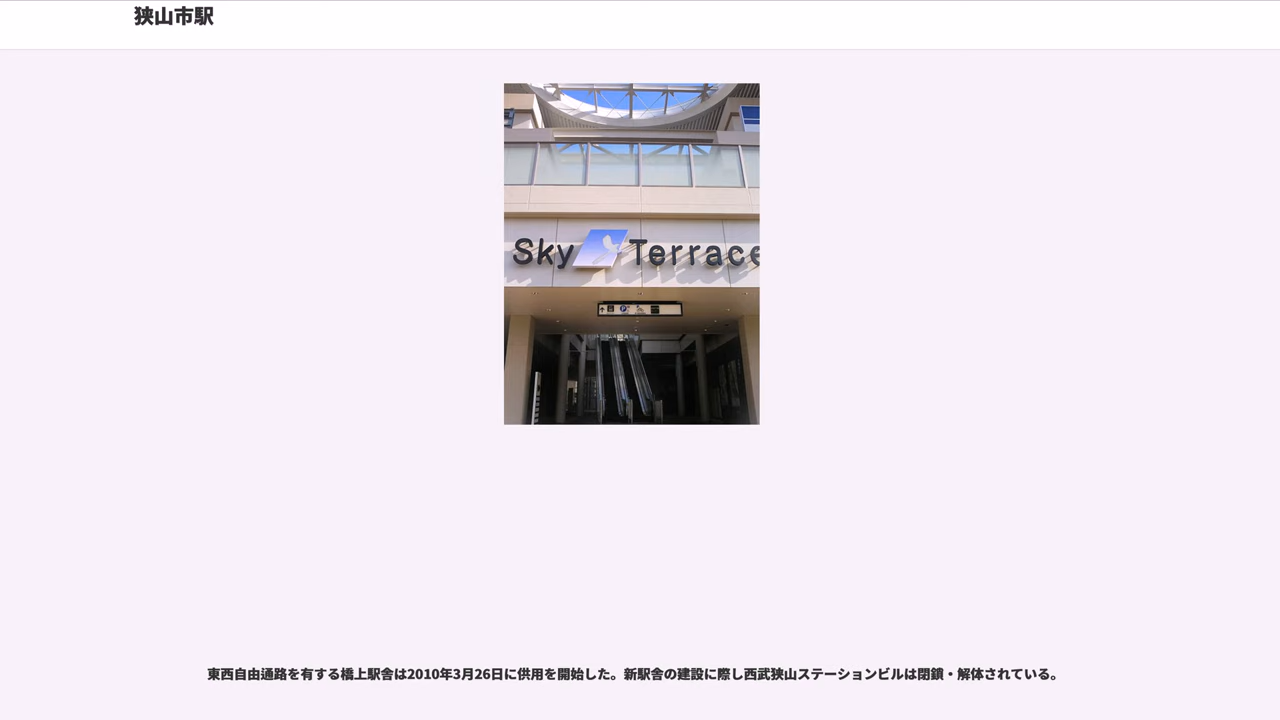 狭山市駅
Sky Terrace
東西自由通路を有する橋上駅舎は2010年3月26日に供用を開始した。新駅舎の建設に際し西武狭山ステーションビルは閉鎖・解体されている。